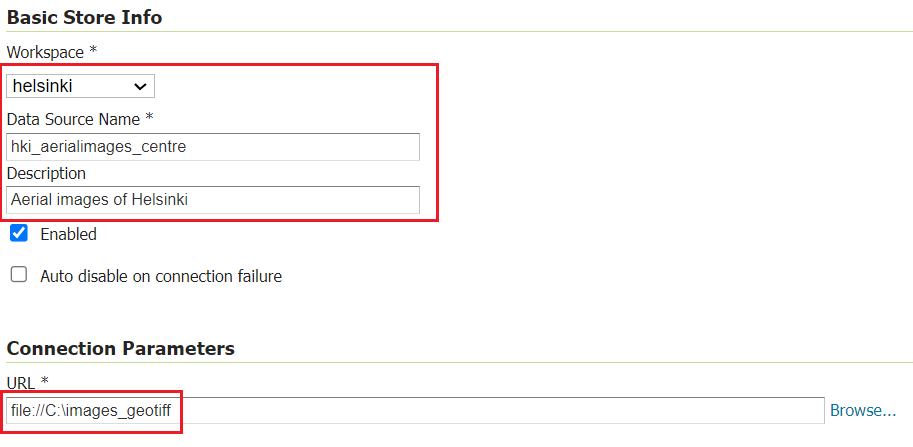 Basic Store Info
Workspace *
helsinki
Data Source Name *
hki_aerialimages_centre
Description
Aerial images of Helsinki
Enabled
Auto disable on connection failure
Connection Parameters
URL *
file://C:\images_geotiff Browse...